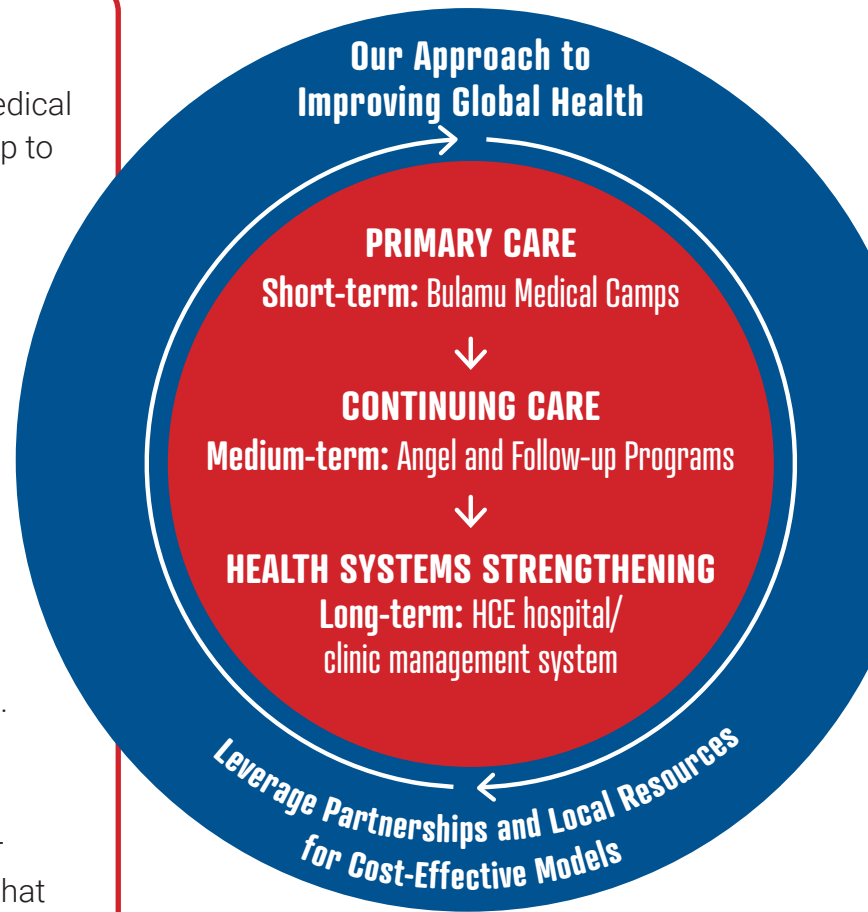 Our Approach to
Improving Global Health
PRIMARY CARE
Short-term: Bulamu Medical Camps
↓
CONTINUING CARE
Medium-term: Angel and Follow-up Programs
↓
HEALTH SYSTEMS STRENGTHENING
Long-term: HCE hospital/
clinic management system
Leverage Partnerships and Local Resources
for Cost-Effective Models
p to
.